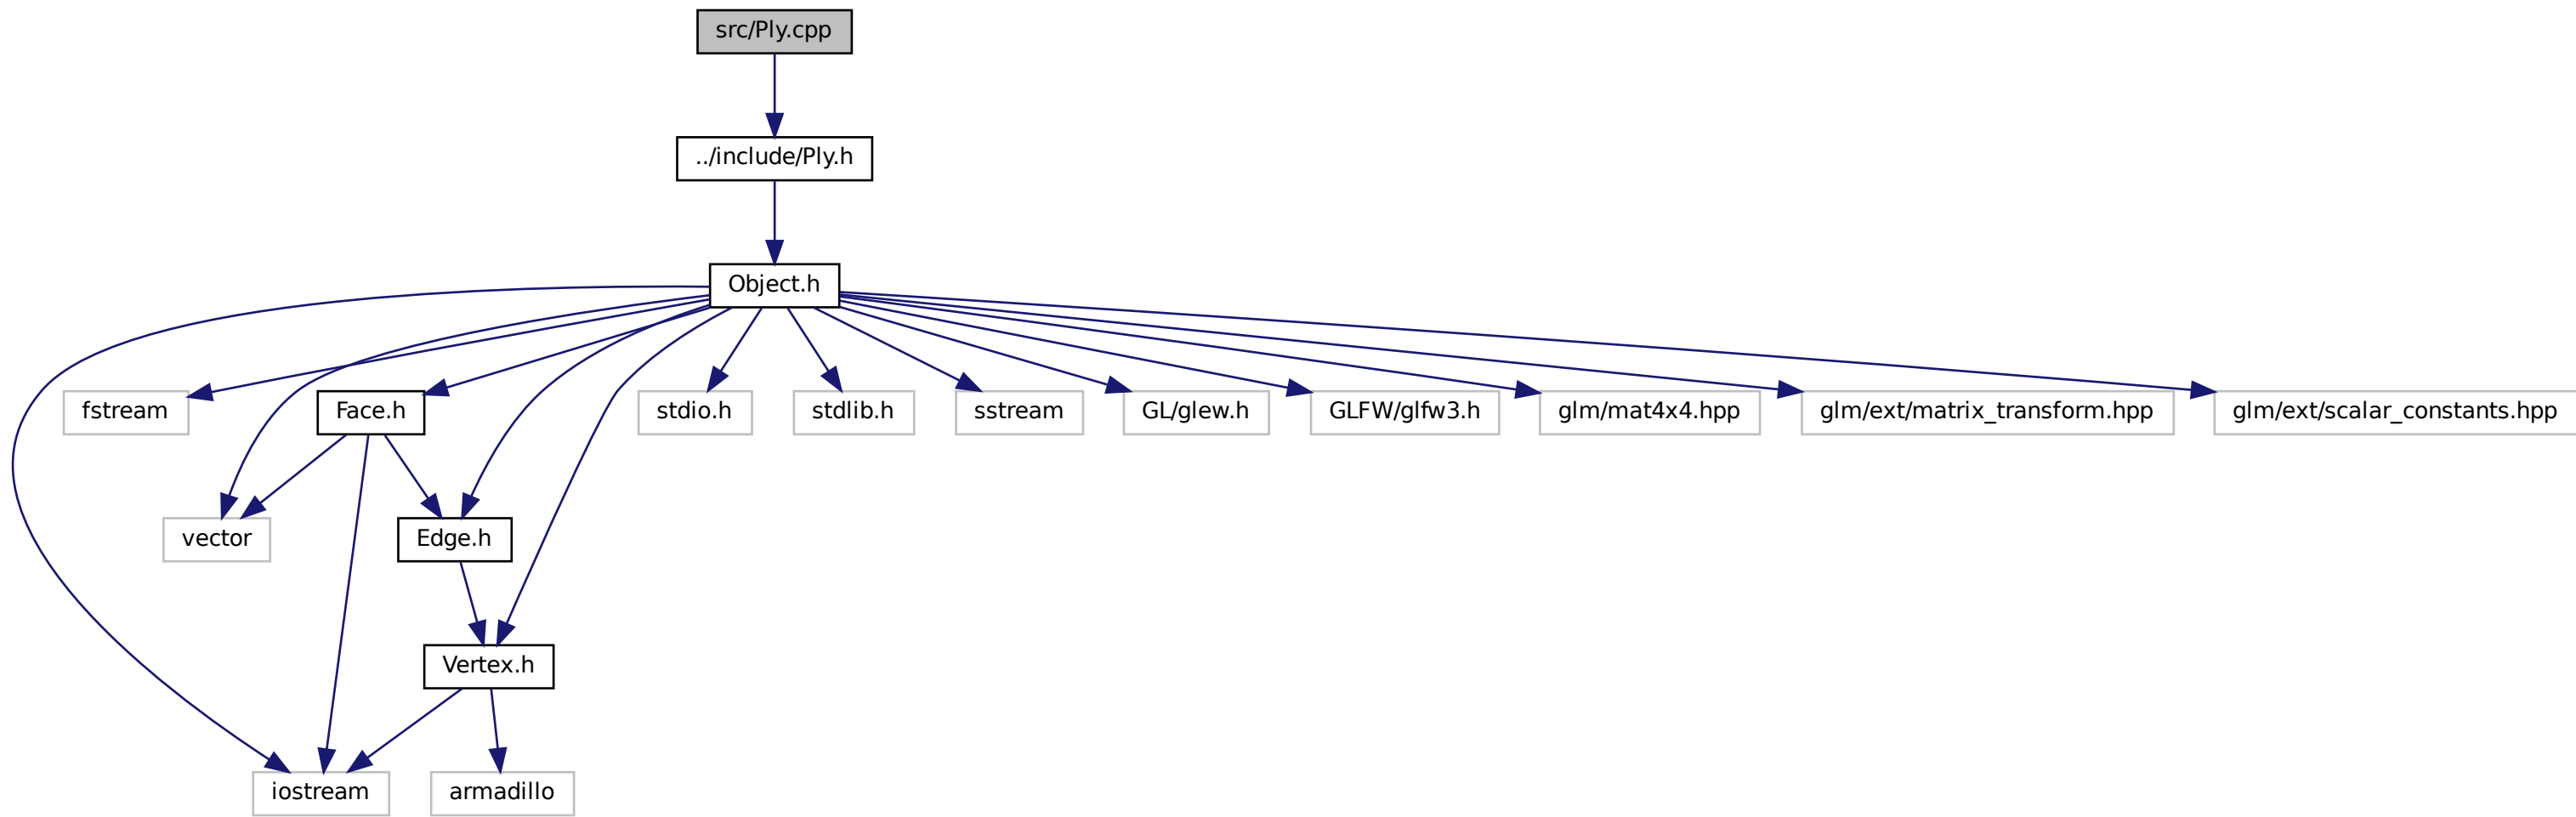 src/Ply.cpp
../include/Ply.h
Object.h
fstream
Face.h
stdio.h
stdlib.h
sstream
GL/glew.h
GLFW/glfw3.h
glm/mat4x4.hpp
glm/ext/matrix_transform.hpp
glm/ext/scalar_constants.hpp
vector
Edge.h
Vertex.h
iostream
armadillo